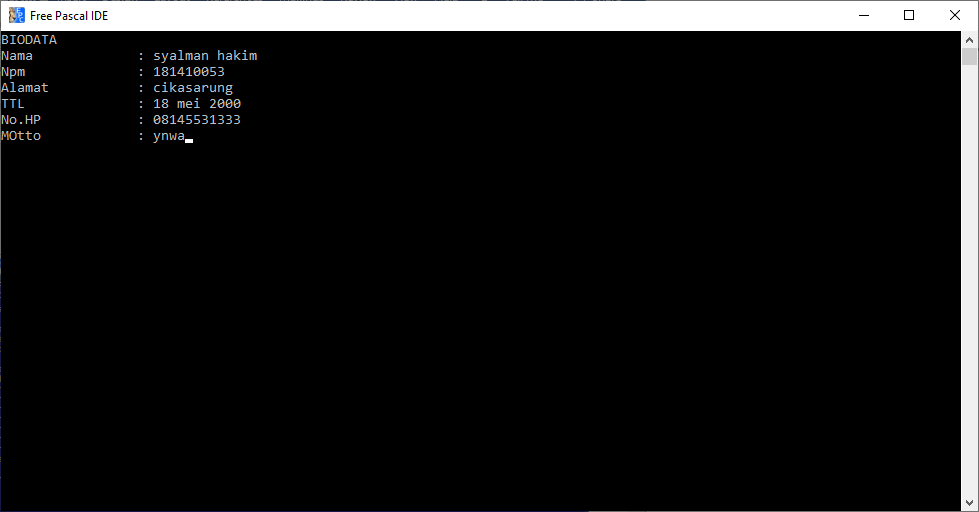 Free Pascal IDE
BIODATA
Nama : syalman hakim
Npm : 181410053
Alamat : cikasarung
TTL : 18 mei 2000
No.HP : 08145531333
MOtto : ynwa